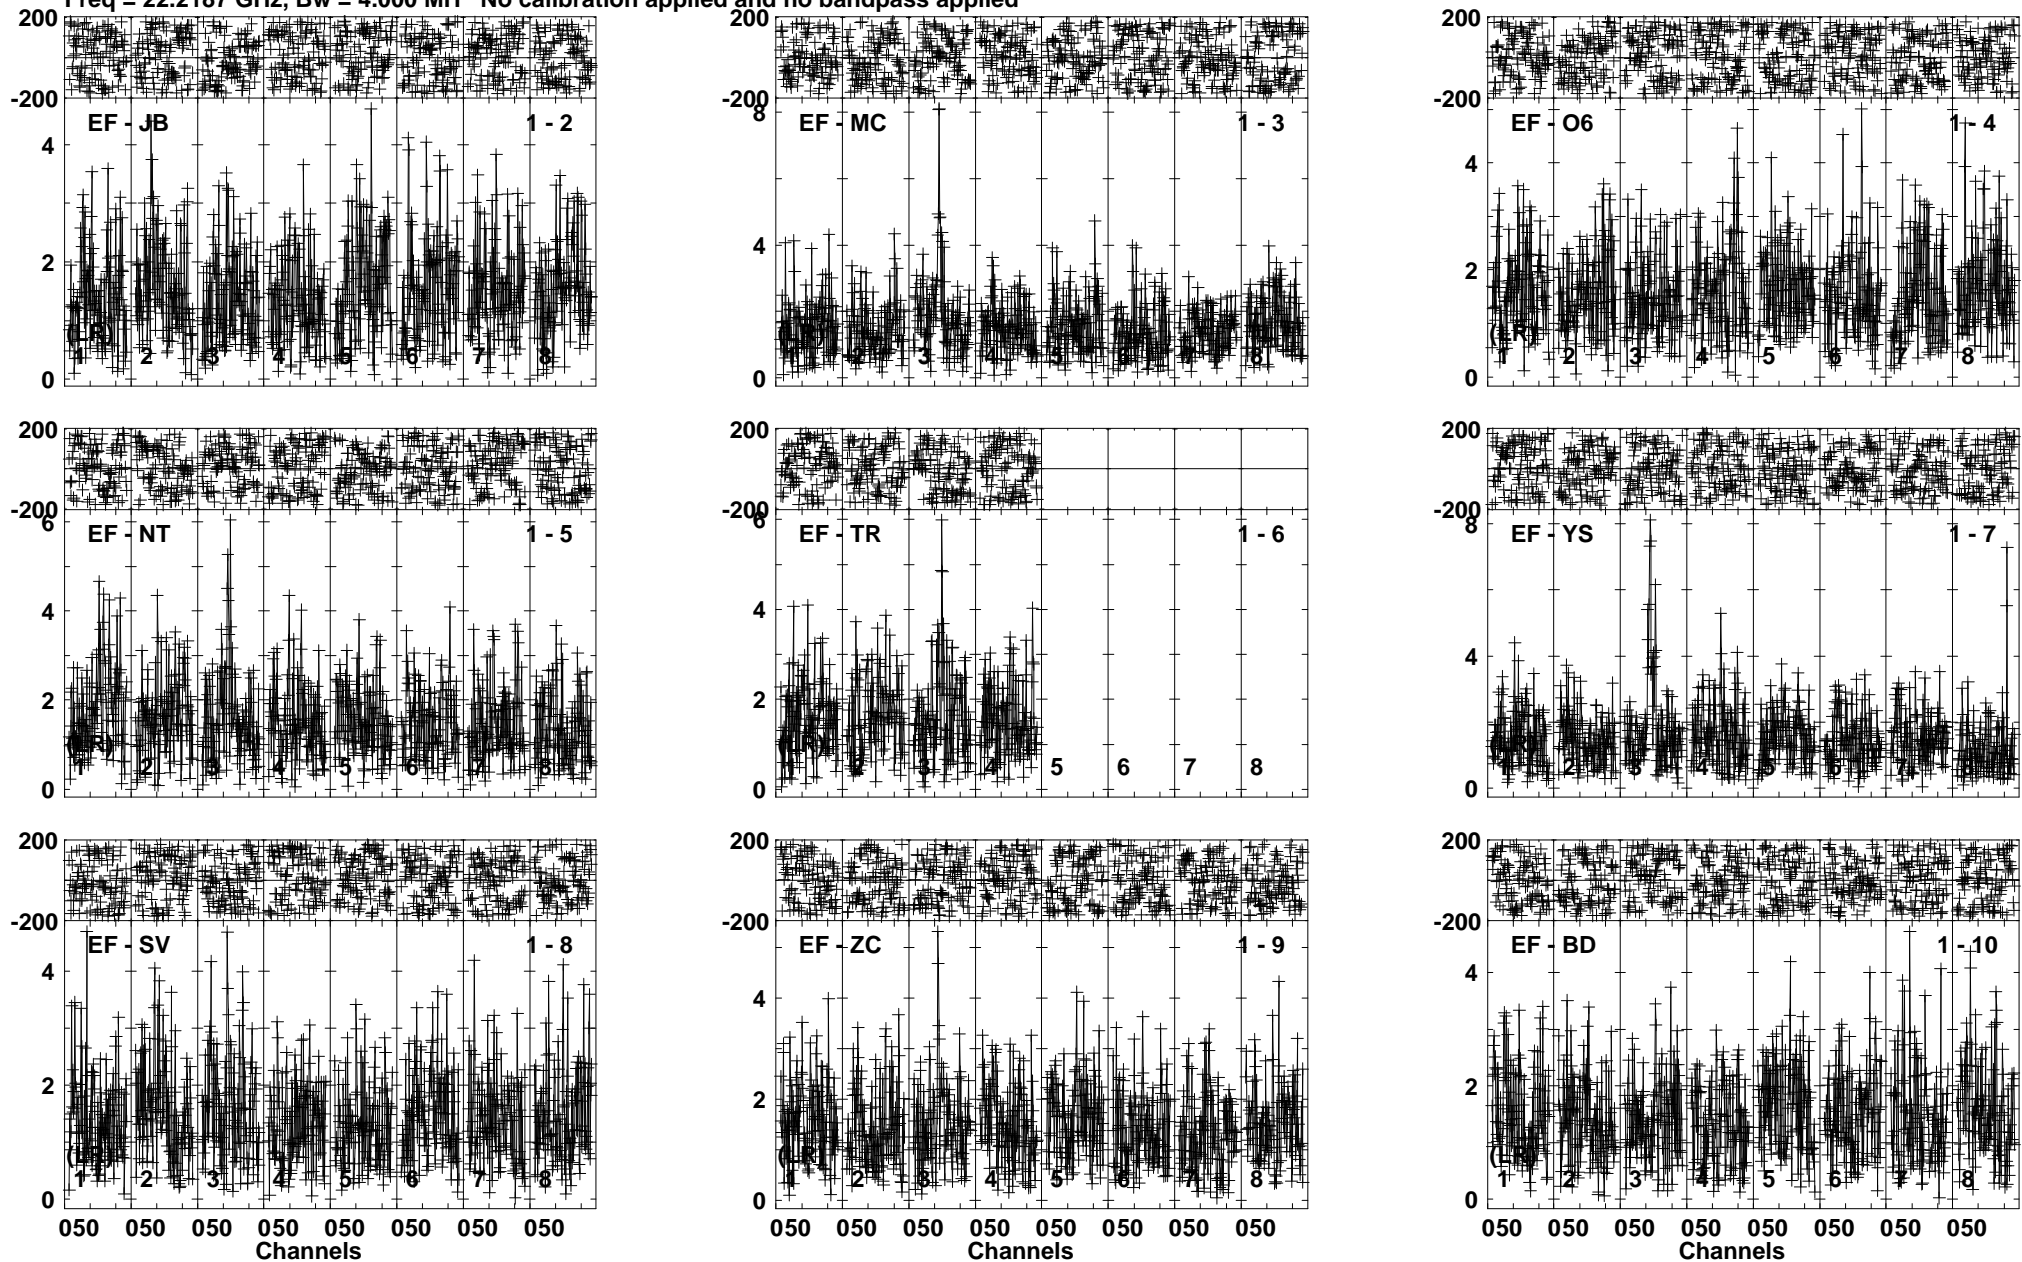 Freq = 22.2187 GHz, Bw = 4.000 MH No calibration applied and no bandpass applied
200 200 200
-200 -200 -200
EF - JB 1 - 2 EF - MC 1 - 3 EF - O6 1 - 4
8
4 4 4
2 2
(LR) (LR) (LR)
1 2 3 4 5 6 7 8 1 2 3 4 5 6 7 8 1 2 3 4 5 6 7 8
0 0 0
200 200 200
-200 -200 -200
6 6 8
EF - NT 1 - 5 EF - TR 1 - 6 EF - YS 1 - 7
4 4 4
2 2
(LR) (LR) (LR)
1 2 3 4 5 6 7 8 1 2 3 4 5 6 7 8 1 2 3 4 5 6 7 8
0 0 0
200 200 200
-200 -200 -200
EF - SV 1 - 8 EF - ZC 1 - 9 EF - BD 1 - 10
4 4 4
2 2 2
(LR) (LR) (LR)
1 2 3 4 5 6 7 8 1 2 3 4 5 6 7 8 1 2 3 4 5 6 7 8
0 0 0
050 050 050 050 050 050 050 050 050 050 050 050 050 050 050 050 050 050 050 050 050 050 050 050
Channels Channels Channels